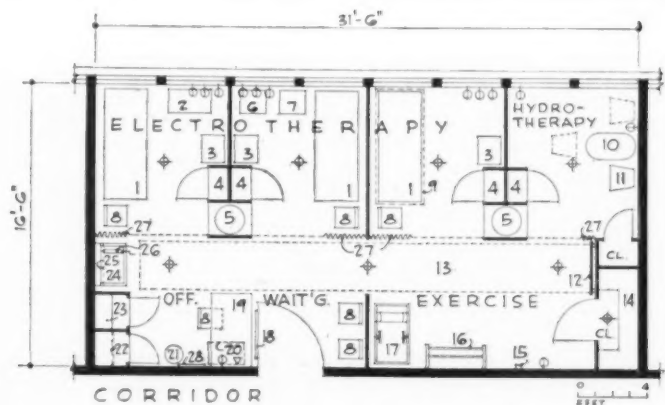 31'-6"
16'-6"
2 6 7 HYDRO-
THERAPY
ELECTROTHERAPY
3 3 3 10
1 4 4 1 1 9 4 4 11
8 5 8 8 5
27 27 27
26 CL.
25
24 13 12
23 OFF. 19 WAIT'G. EXERCISE 14
8 8
18 CL.
22 21 28 20 8 17 16 15
CORRIDOR
0 4
FEET